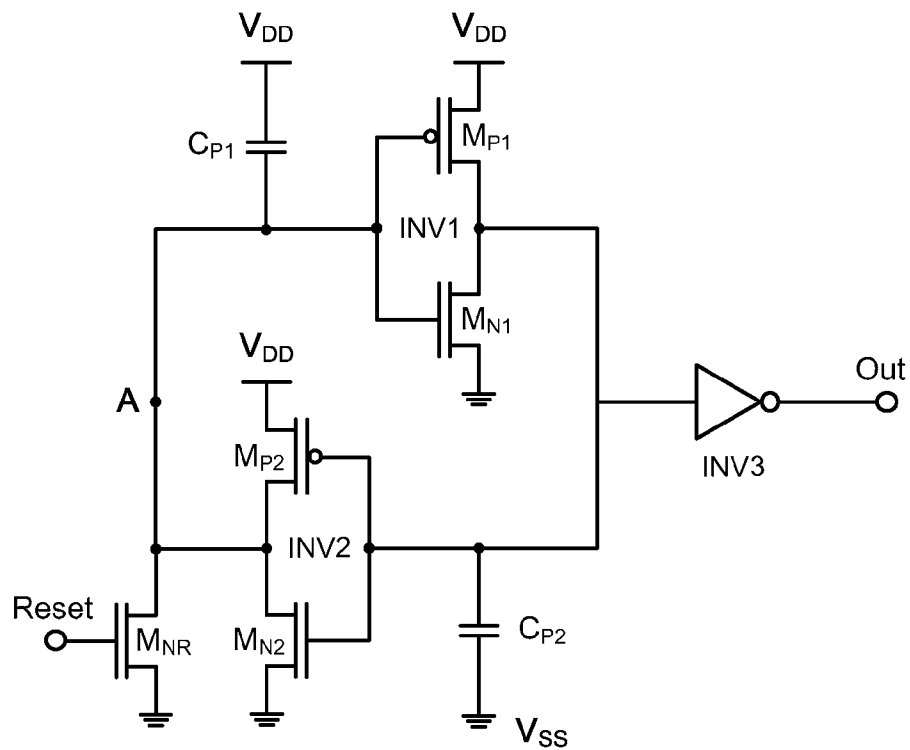 VDD
VDD
CP1
MP1
INV1
MN1
VDD
A
Out
MP2
INV3
INV2
Reset
MNR
MN2
CP2
VSS